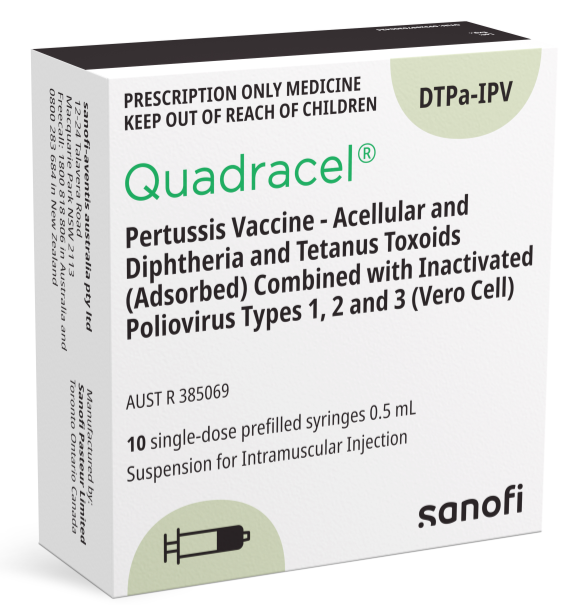 PRESCRIPTION ONLY MEDICINE
KEEP OUT OF REACH OF CHILDREN
DTPa-IPV
Quadracel®
Pertussis Vaccine - Acellular and
Diphtheria and Tetanus Toxoids
(Adsorbed) Combined with Inactivated
Poliovirus Types 1, 2 and 3 (Vero Cell)
AUST R 385069
10 single-dose prefilled syringes 0.5 mL
Suspension for Intramuscular Injection
sanofi
sanofi-aventis australia pty ltd
12-24 Talavera Road
Macquarie Park NSW 2113
Freecall: 1800 818 806 in Australia and
0800 283 684 in New Zealand
Manufactured by:
Sanofi Pasteur Limited
Toronto Ontario Canada